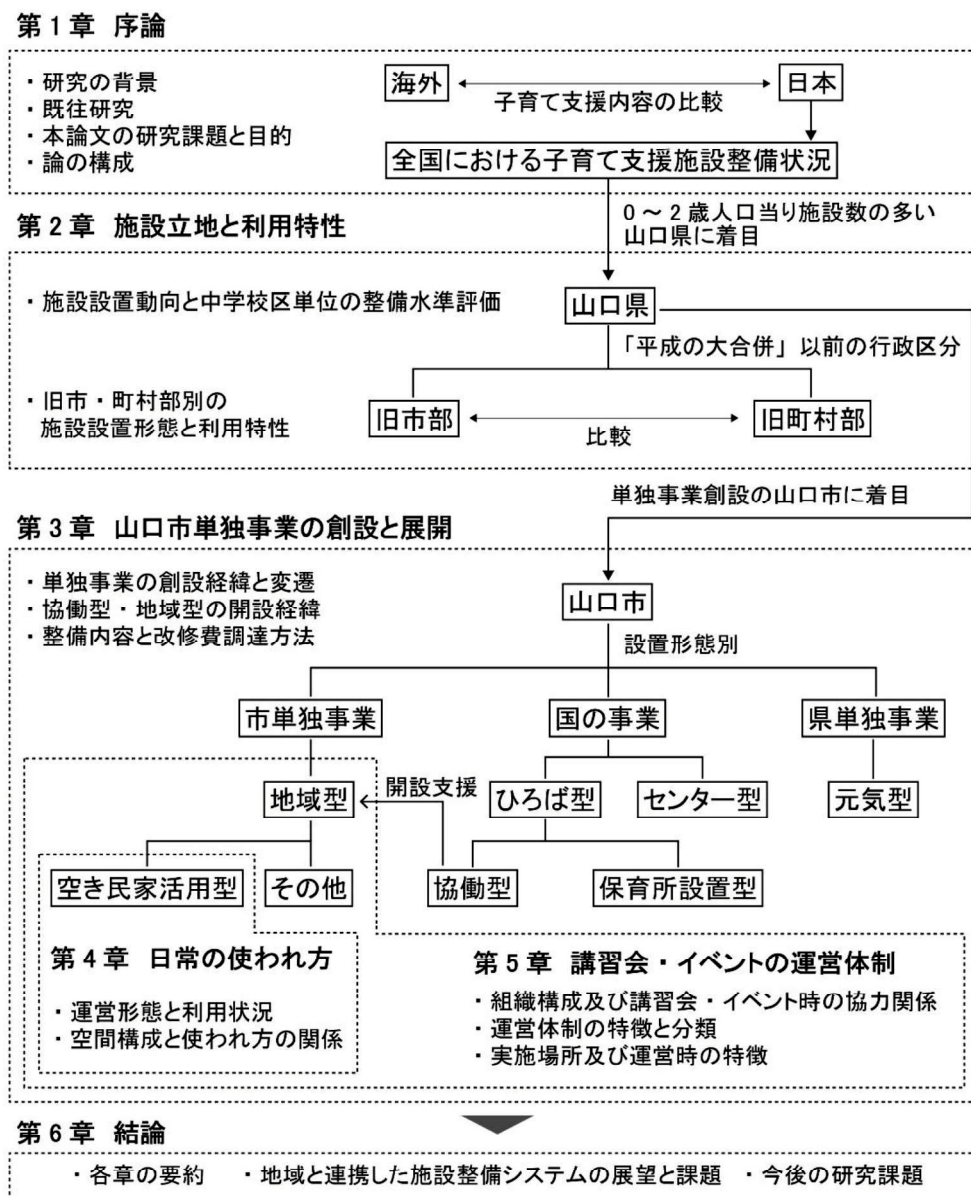 第1章 序論
・研究の背景
・既往研究
・本論文の研究課題と目的
・論の構成
海外
日本
子育て支援内容の比較
全国における子育て支援施設整備状況
0～2歳人口当り施設数の多い
山口県に着目
第2章 施設立地と利用特性
・施設設置動向と中学校区単位の整備水準評価
山口県
「平成の大合併」以前の行政区分
・旧市・町村部別の
施設設置形態と利用特性
旧市部
比較
旧町村部
単独事業創設の山口市に着目
第3章 山口市単独事業の創設と展開
・単独事業の創設経緯と変遷
・協働型・地域型の開設経緯
・整備内容と改修費調達方法
山口市
設置形態別
市単独事業
国の事業
県単独事業
地域型
開設支援
ひろば型
センター型
元気型
空き民家活用型
その他
協働型
保育所設置型
第4章 日常の使われ方
・運営形態と利用状況
・空間構成と使われ方の関係
第5章 講習会・イベントの運営体制
・組織構成及び講習会・イベント時の協力関係
・運営体制の特徴と分類
・実施場所及び運営時の特徴
第6章 結論
・各章の要約 ・地域と連携した施設整備システムの展望と課題 ・今後の研究課題